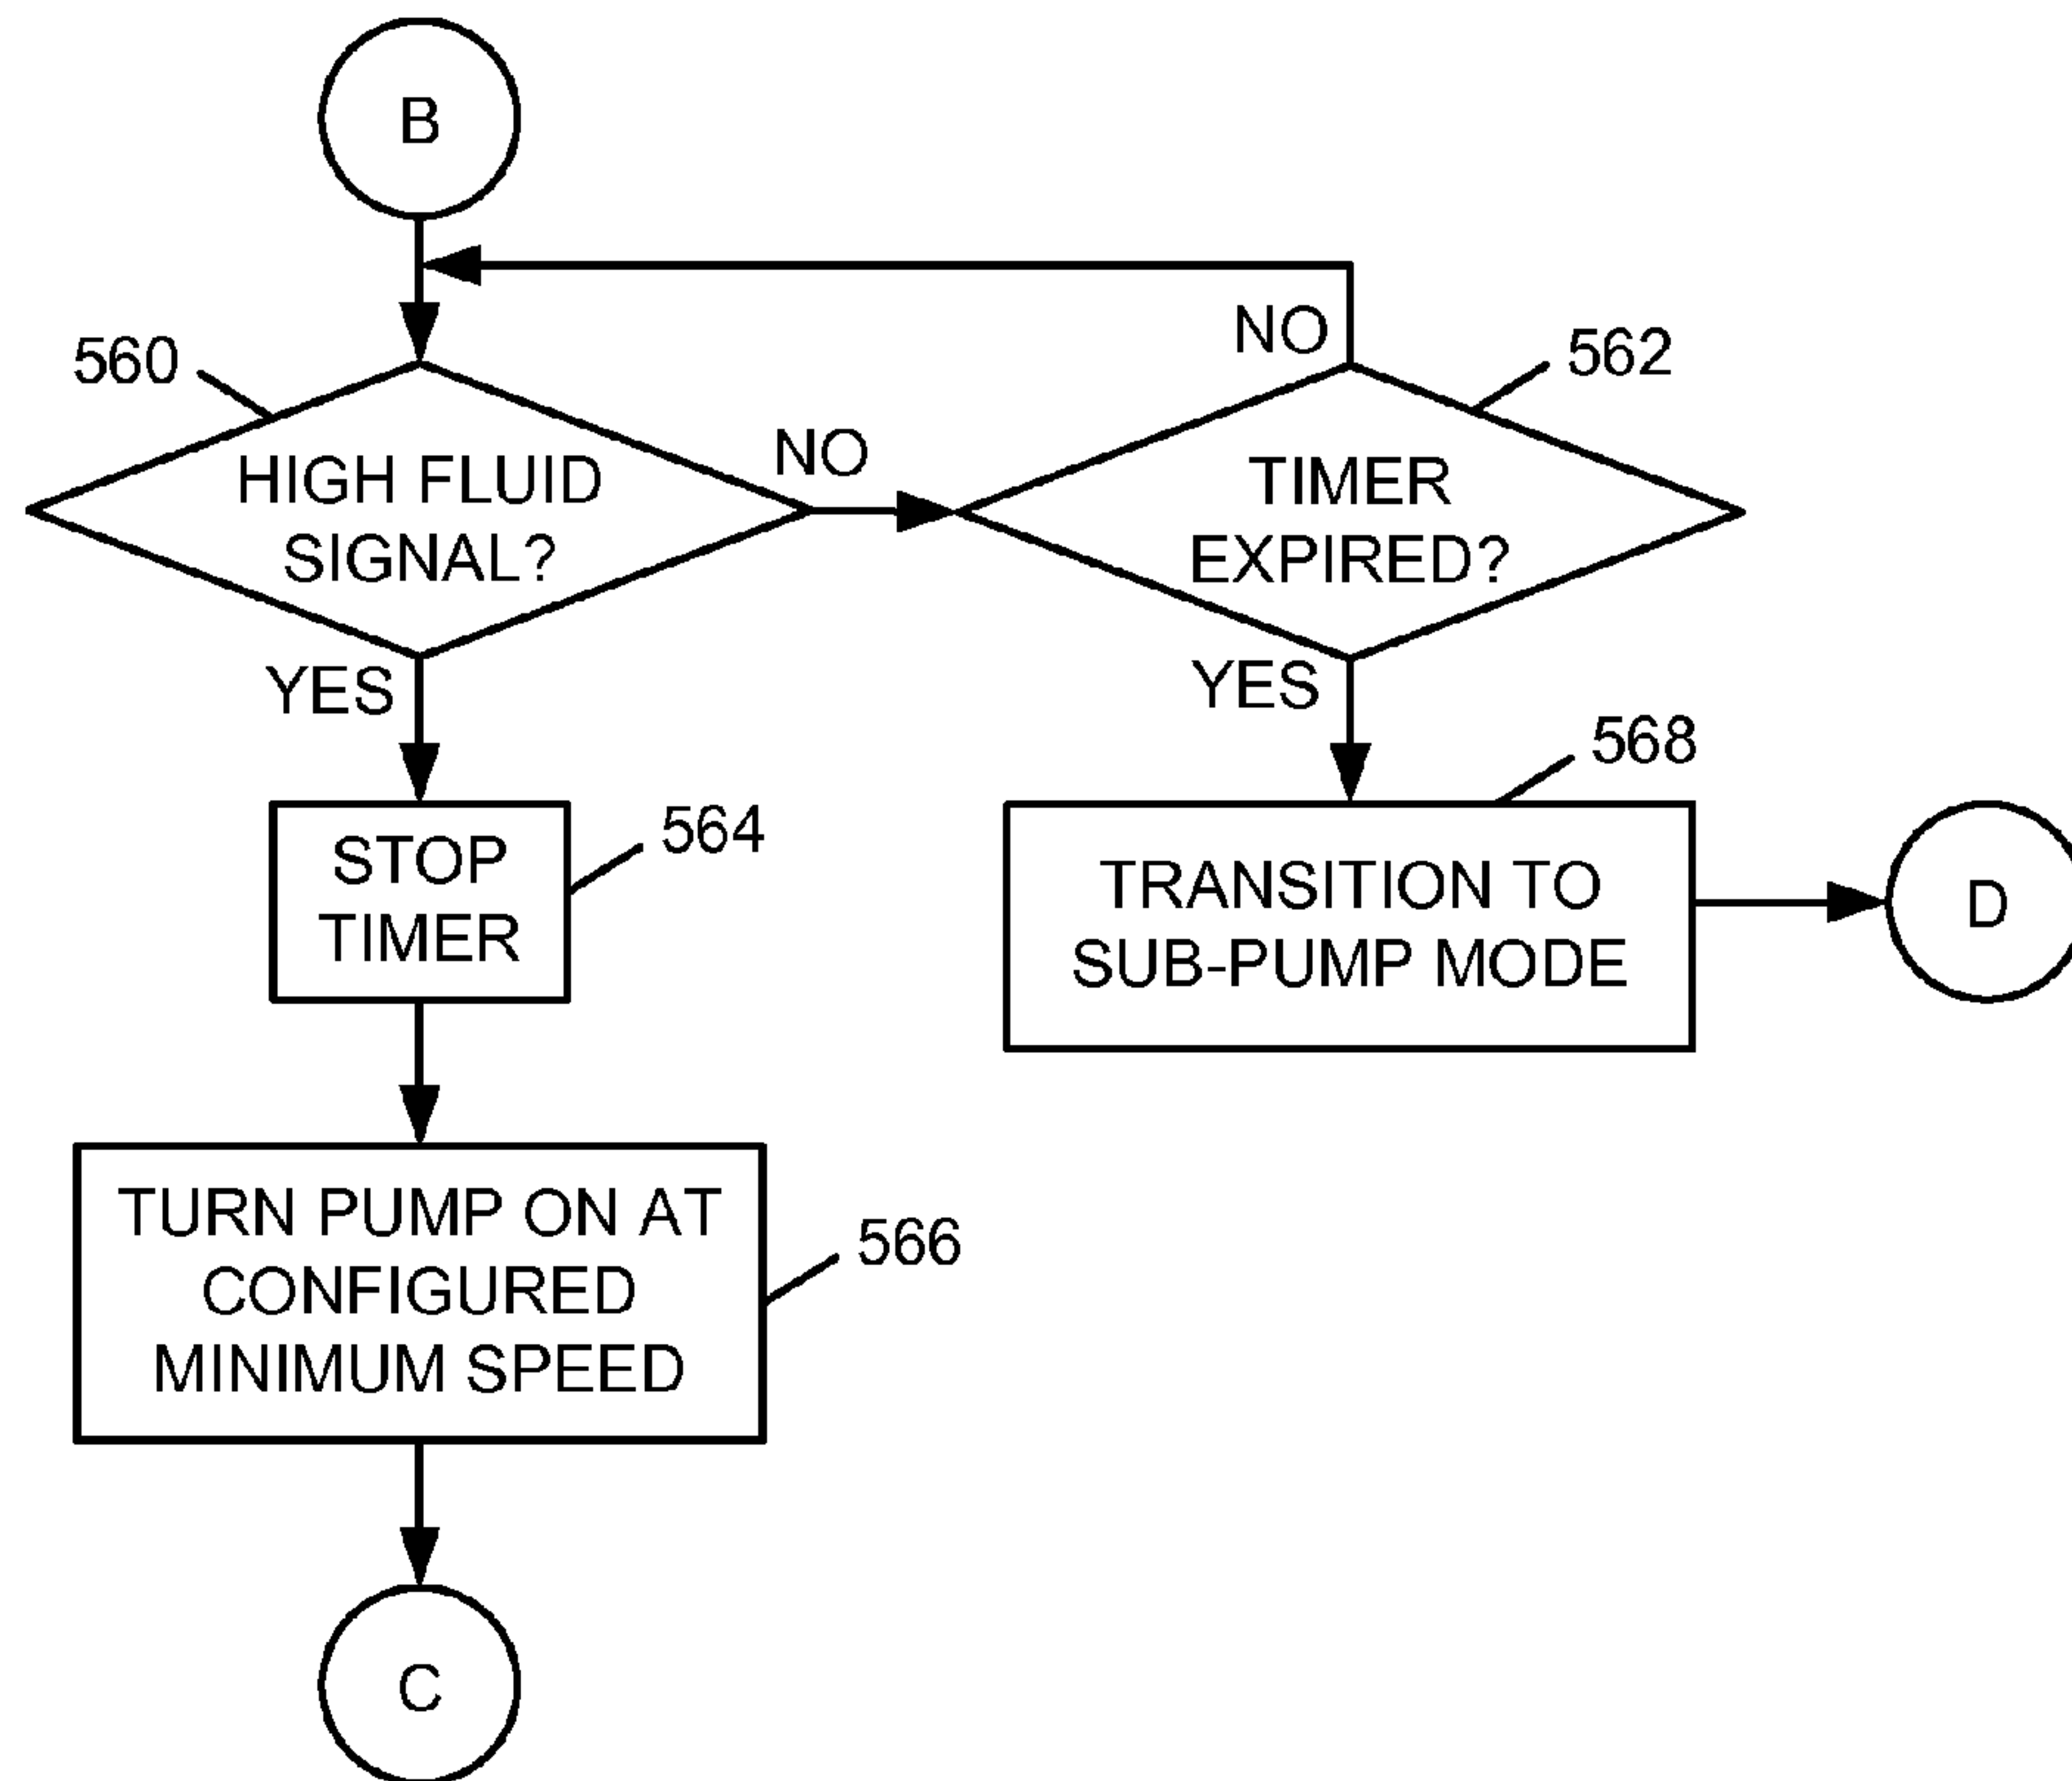 B
NO
560
562
HIGH FLUID
SIGNAL?
NO
TIMER
EXPIRED?
YES
YES
568
STOP
TIMER
564
TRANSITION TO
SUB-PUMP MODE
D
TURN PUMP ON AT
CONFIGURED
MINIMUM SPEED
566
C